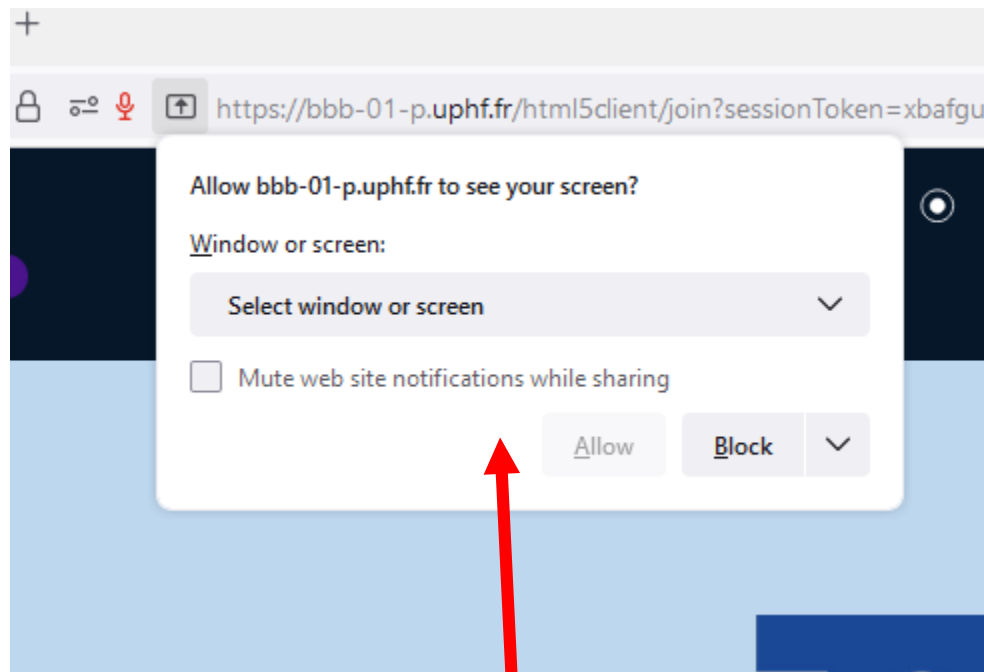 https://bbb-01-p.uphf.fr/html5client/join?sessionToken=xbafgu
Allow bbb-01-p.uphf.fr to see your screen?
Window or screen:
Select window or screen
Mute web site notifications while sharing
Allow Block